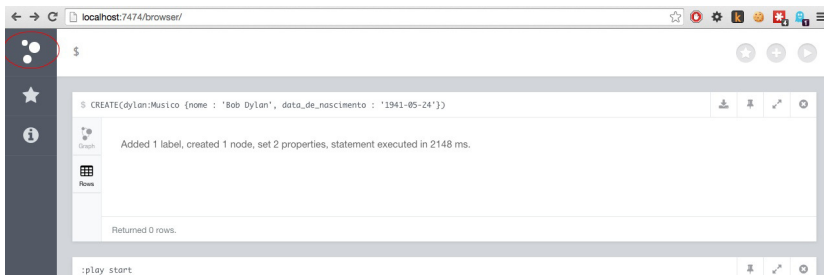 localhost:7474/browser/
$
$ CREATE(dylan:Musico {nome : 'Bob Dylan', data_de_nascimento : '1941-05-24'})
Graph
Added 1 label, created 1 node, set 2 properties, statement executed in 2148 ms.
Rows
Returned 0 rows.
:play start